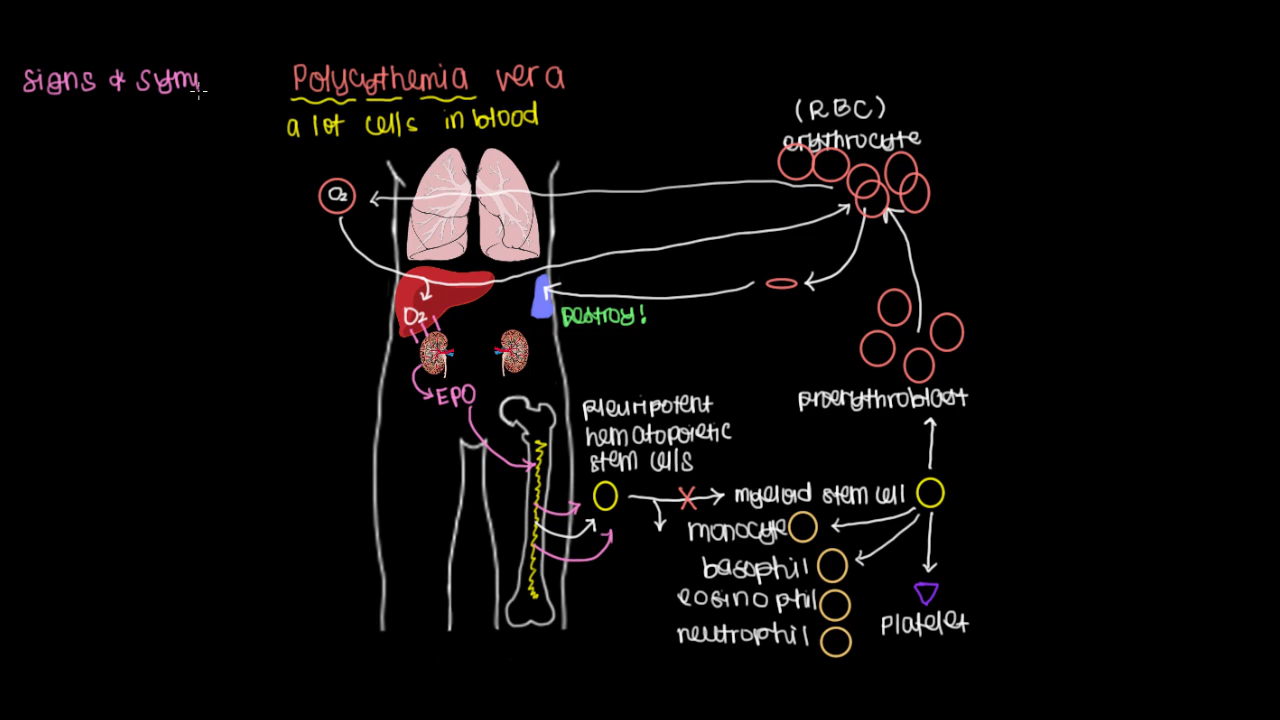 signs & sym
Polycythemia vera
a lot cells in blood
(RBC)
erythrocyte
O2
O2
Destroy!
EPO
pleuripotent
hematopoietic
stem cells
proerythroblast
myeloid stem cell
monocyte
basophil
eosinophil
neutrophil
platelet